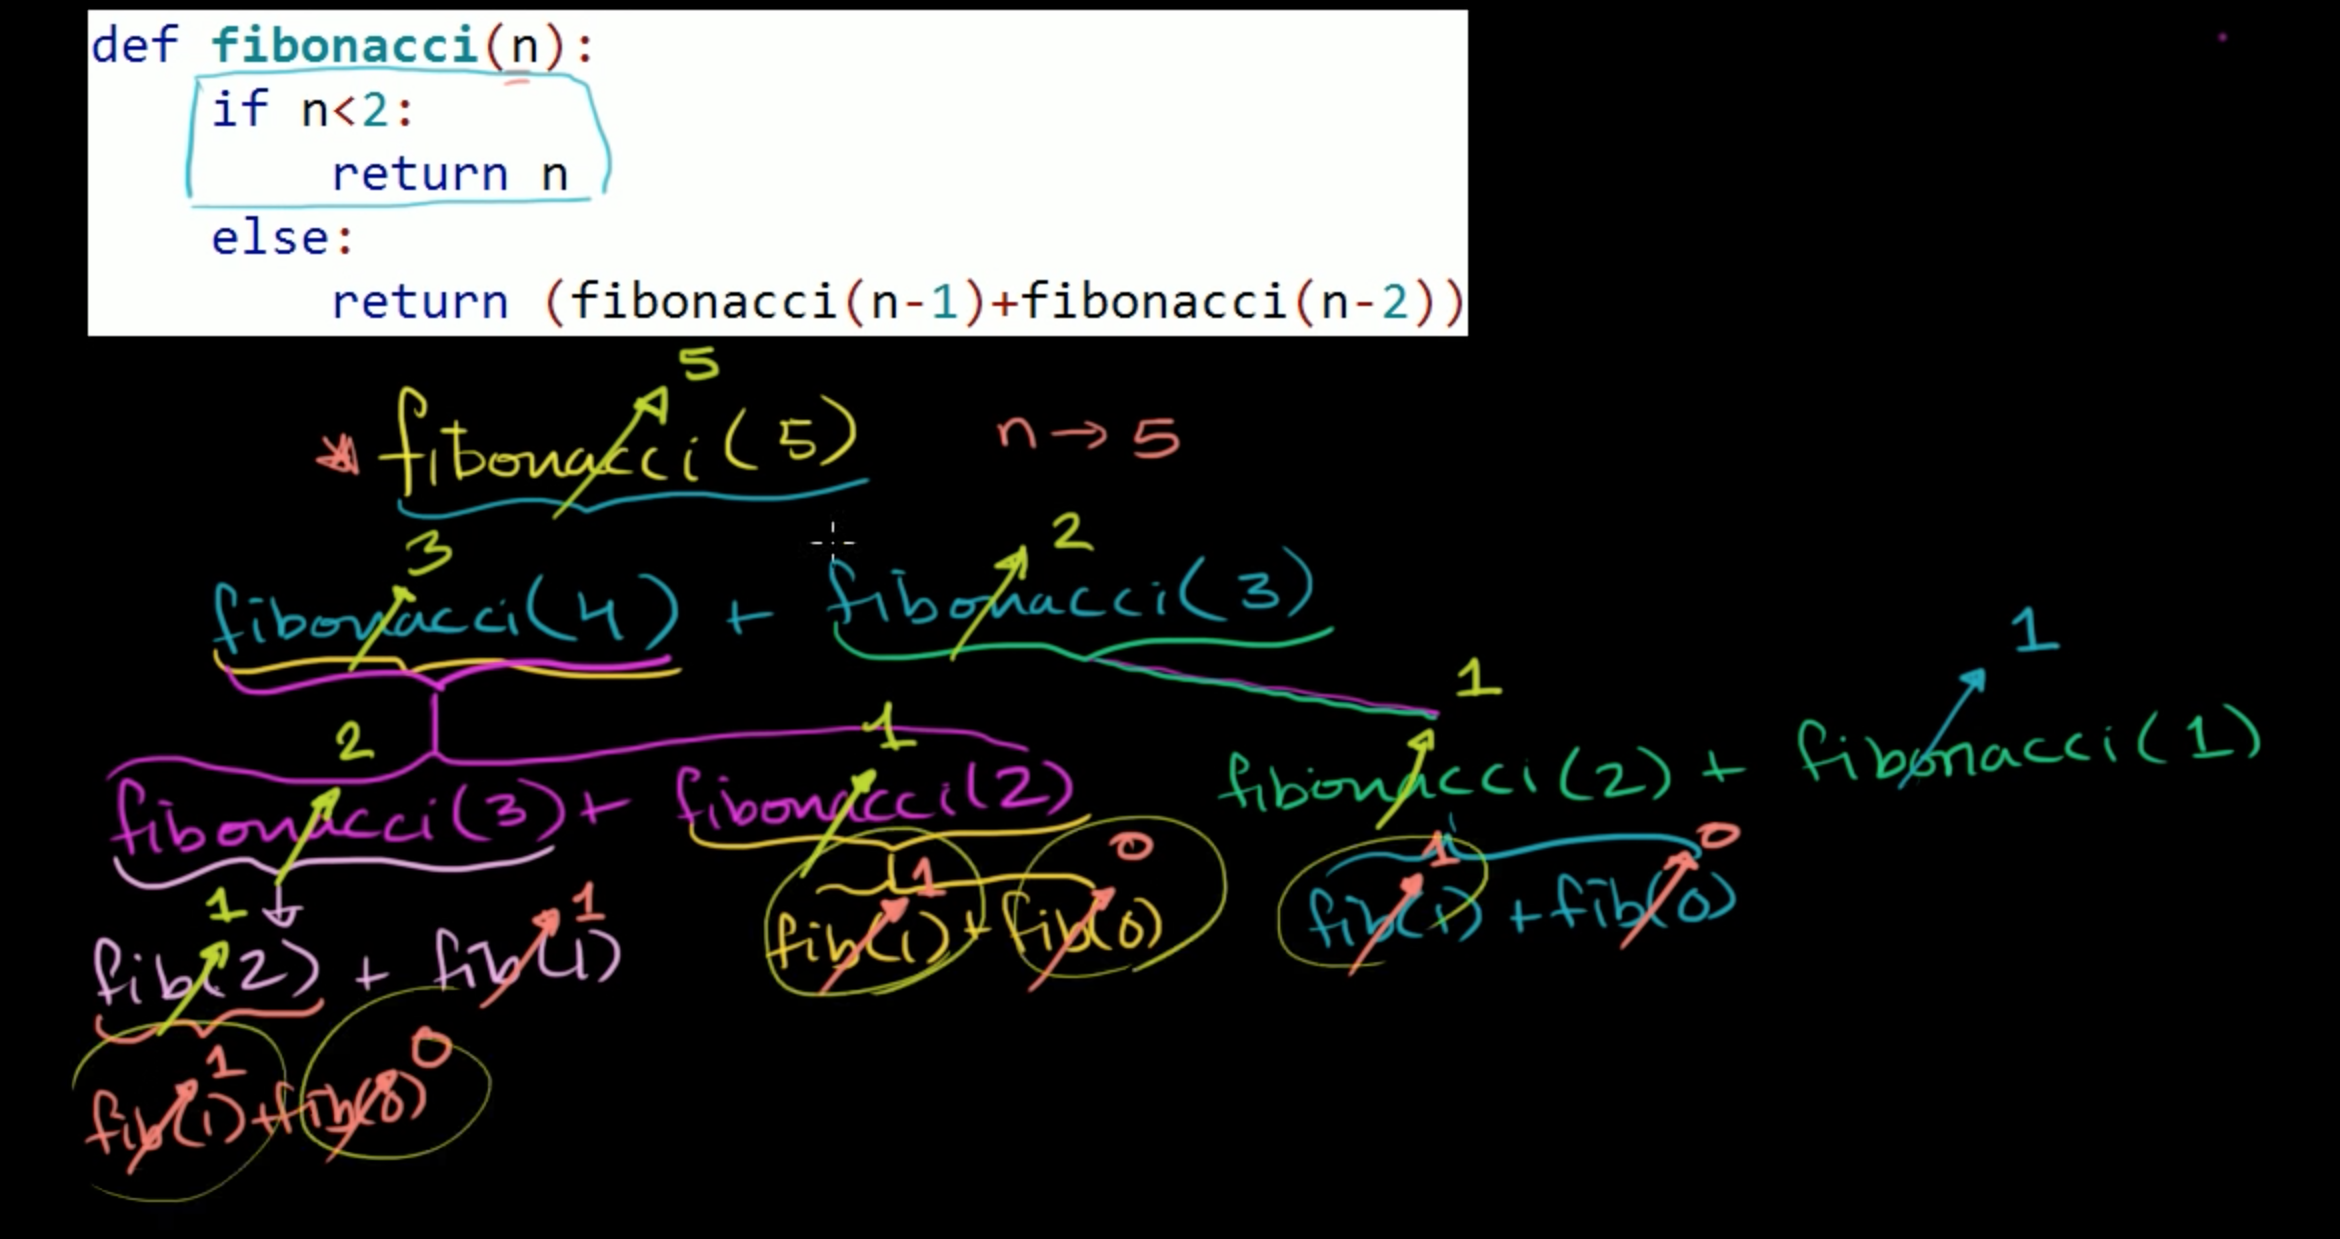 def fibonacci(n):
if n<2:
return n
else:
return (fibonacci(n-1)+fibonacci(n-2))
5
fibonacci(5) n→5
3 2
fibonacci(4) + fibonacci(3)
1
1
2 1
fibonacci(2) + fibonacci(1)
fibonacci(3) + fibonacci(2)
1 1 1 0 1 0
fib(1) + fib(0) fib(1) + fib(0)
fib(2) + fib(1)
1 0
fib(1) + fib(0)